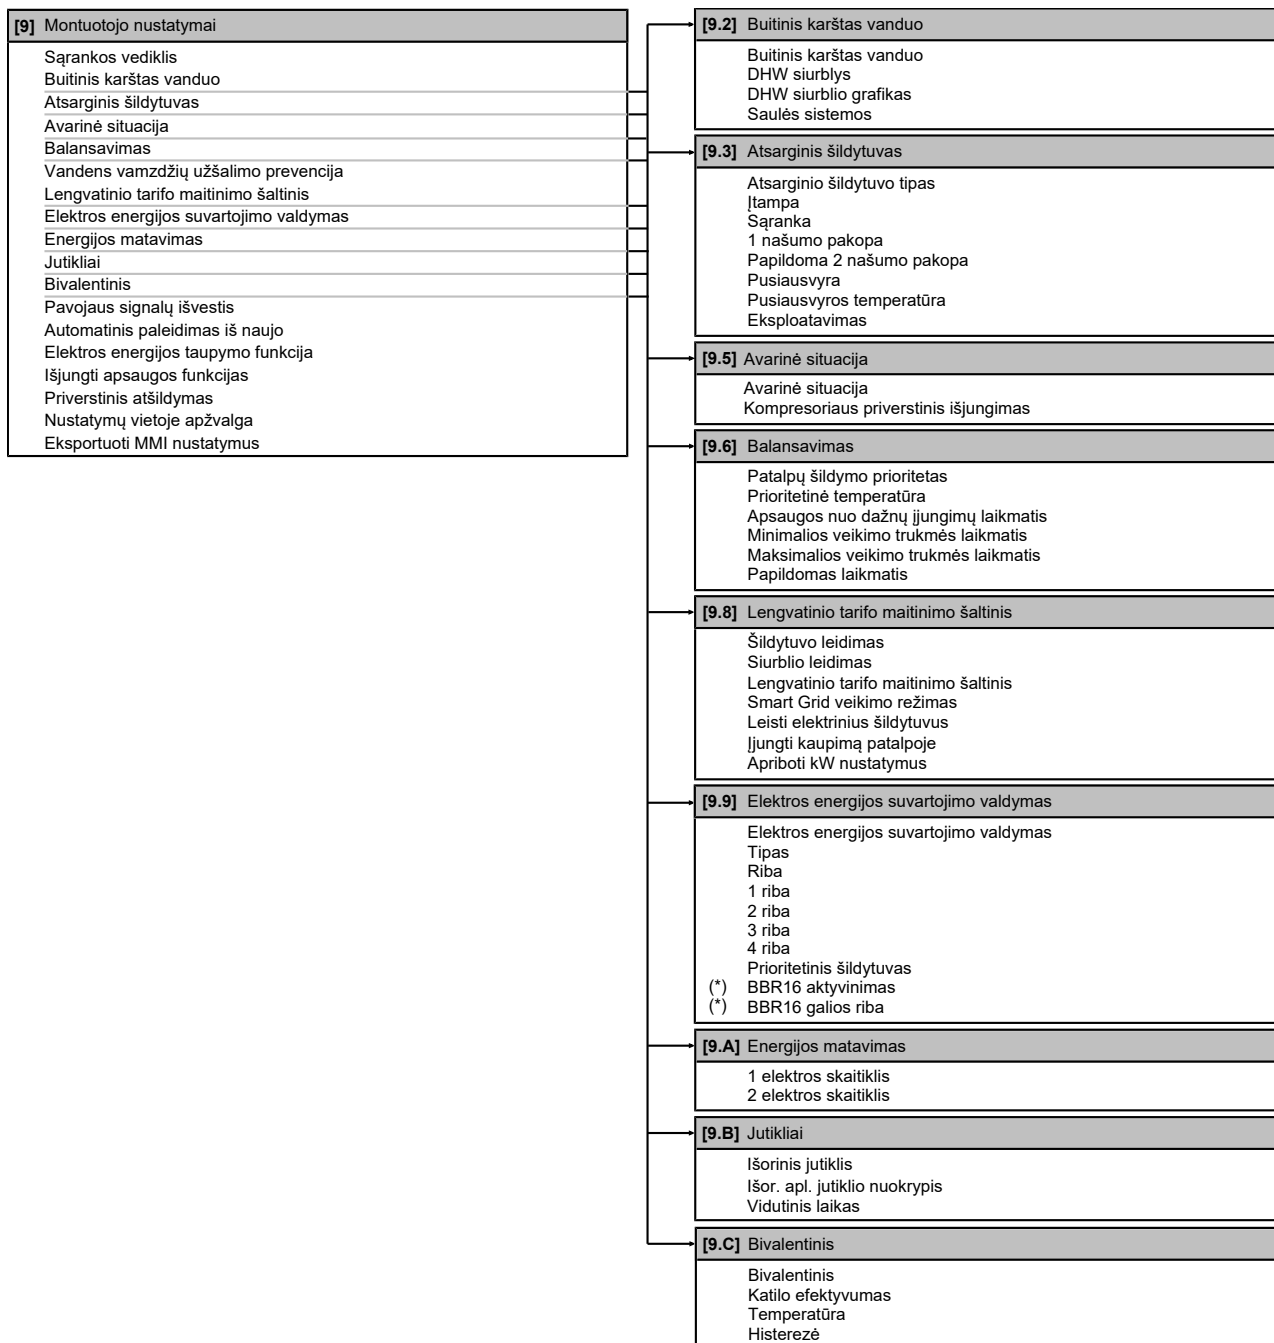 [9] Montuotojo nustatymai
Sąrankos vediklis
Buitinis karštas vanduo
Atsarginis šildytuvas
Avarinė situacija
Balansavimas
Vandens vamzdžių užšalimo prevencija
Lengvatinio tarifo maitinimo šaltinis
Elektros energijos suvartojimo valdymas
Energijos matavimas
Jutikliai
Bivalentinis
Pavojaus signalų išvestis
Automatinis paleidimas iš naujo
Elektros energijos taupymo funkcija
Išjungti apsaugos funkcijas
Priverstinis atšildymas
Nustatymų vietoje apžvalga
Eksportuoti MMI nustatymus
[9.2] Buitinis karštas vanduo
Buitinis karštas vanduo
DHW siurblys
DHW siurblio grafikas
Saulės sistemos
[9.3] Atsarginis šildytuvas
Atsarginio šildytuvo tipas
Įtampa
Sąranka
1 našumo pakopa
Papildoma 2 našumo pakopa
Pusiausvyra
Pusiausvyros temperatūra
Eksploatavimas
[9.5] Avarinė situacija
Avarinė situacija
Kompresoriaus priverstinis išjungimas
[9.6] Balansavimas
Patalpų šildymo prioritetas
Prioritetinė temperatūra
Apsaugos nuo dažnų įjungimų laikmatis
Minimalios veikimo trukmės laikmatis
Maksimalios veikimo trukmės laikmatis
Papildomas laikmatis
[9.8] Lengvatinio tarifo maitinimo šaltinis
Šildytuvo leidimas
Siurblio leidimas
Lengvatinio tarifo maitinimo šaltinis
Smart Grid veikimo režimas
Leisti elektrinius šildytuvus
Įjungti kaupimą patalpoje
Apriboti kW nustatymus
[9.9] Elektros energijos suvartojimo valdymas
Elektros energijos suvartojimo valdymas
Tipas
Riba
1 riba
2 riba
3 riba
4 riba
Prioritetinis šildytuvas
(*) BBR16 aktyvinimas
(*) BBR16 galios riba
[9.A] Energijos matavimas
1 elektros skaitiklis
2 elektros skaitiklis
[9.B] Jutikliai
Išorinis jutiklis
Išor. apl. jutiklio nuokrypis
Vidutinis laikas
[9.C] Bivalentinis
Bivalentinis
Katilo efektyvumas
Temperatūra
Histerezė